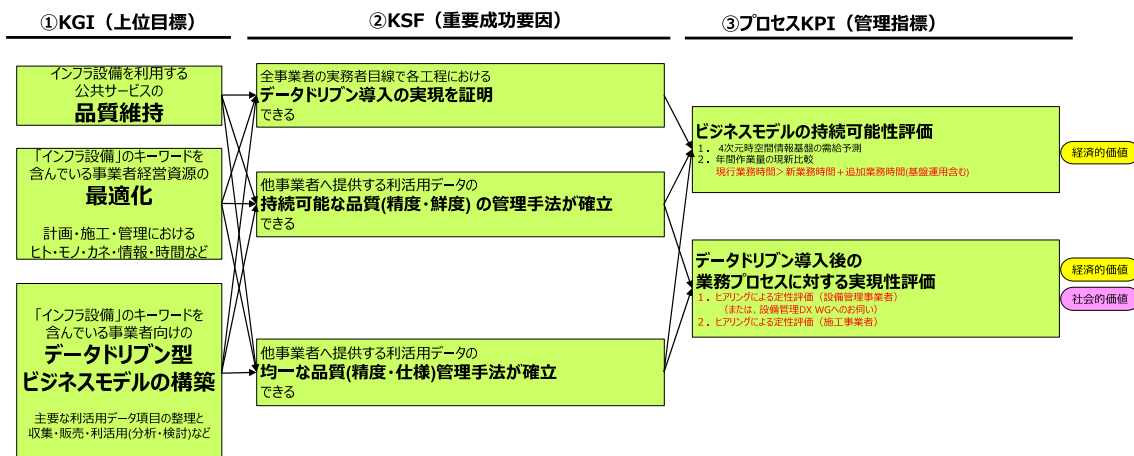 ①KGI（上位目標）
インフラ設備を利用する
公共サービスの
品質維持
「インフラ設備」のキーワードを
含んでいる事業者経営資源の
最適化
計画・施工・管理における
ヒト・モノ・カネ・情報・時間など
「インフラ設備」のキーワードを
含んでいる事業者向けの
データドリブン型
ビジネスモデルの構築
主要な利活用データ項目の整理と
収集・販売・利活用(分析・検討)など
②KSF（重要成功要因）
全事業者の実務者目線で各工程における
データドリブン導入の実現を証明
できる
他事業者へ提供する利活用データの
持続可能な品質(精度・鮮度) の管理手法が確立
できる
他事業者へ提供する利活用データの
均一な品質(精度・仕様)管理手法が確立
できる
③プロセスKPI（管理指標）
ビジネスモデルの持続可能性評価
1． 4次元時空間情報基盤の需給予測
2． 年間作業量の現新比較
現行業務時間＞新業務時間＋追加業務時間(基盤運用含む)
経済的価値
データドリブン導入後の
業務プロセスに対する実現性評価
1．ヒアリングによる定性評価（設備管理事業者）
（または、設備管理DX WGへのお伺い）
2．ヒアリングによる定性評価（施工事業者）
経済的価値
社会的価値